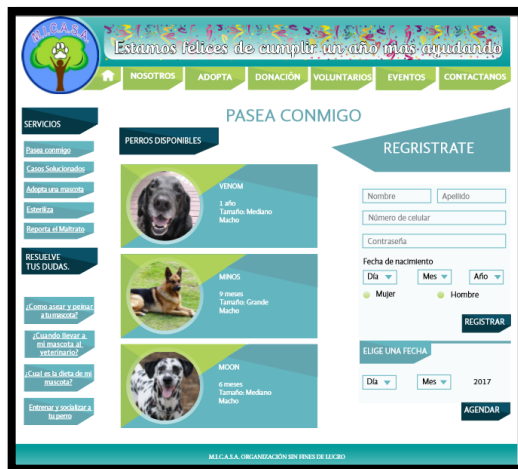 M.I.C.A.S.A.
Estamos felices de cumplir un año más ayudando
NOSOTROS
ADOPTA
DONACIÓN
VOLUNTARIOS
EVENTOS
CONTACTANOS
SERVICIOS
Pasea conmigo
Casos Solucionados
Adopta una mascota
Esteriliza
Reporta el Maltrato
RESUELVE
TUS DUDAS.
¿Como asear y peinar
a tu mascota?
¿Cuando llevar a
mi mascota al
veterinario?
¿Cual es la dieta de mi
mascota?
Entrenar y socializar a
tu perro
PASEA CONMIGO
PERROS DISPONIBLES
VENOM
1 año
Tamaño: Mediano
Macho
MINOS
9 meses
Tamaño: Grande
Macho
MOON
6 meses
Tamaño: Mediano
Macho
REGRISTRATE
Nombre
Apellido
Número de celular
Contraseña
Fecha de nacimiento
Día
Mes
Año
Mujer
Hombre
REGISTRAR
ELIGE UNA FECHA
Día
Mes
2017
AGENDAR
M.I.C.A.S.A. ORGANIZACIÓN SIN FINES DE LUCRO